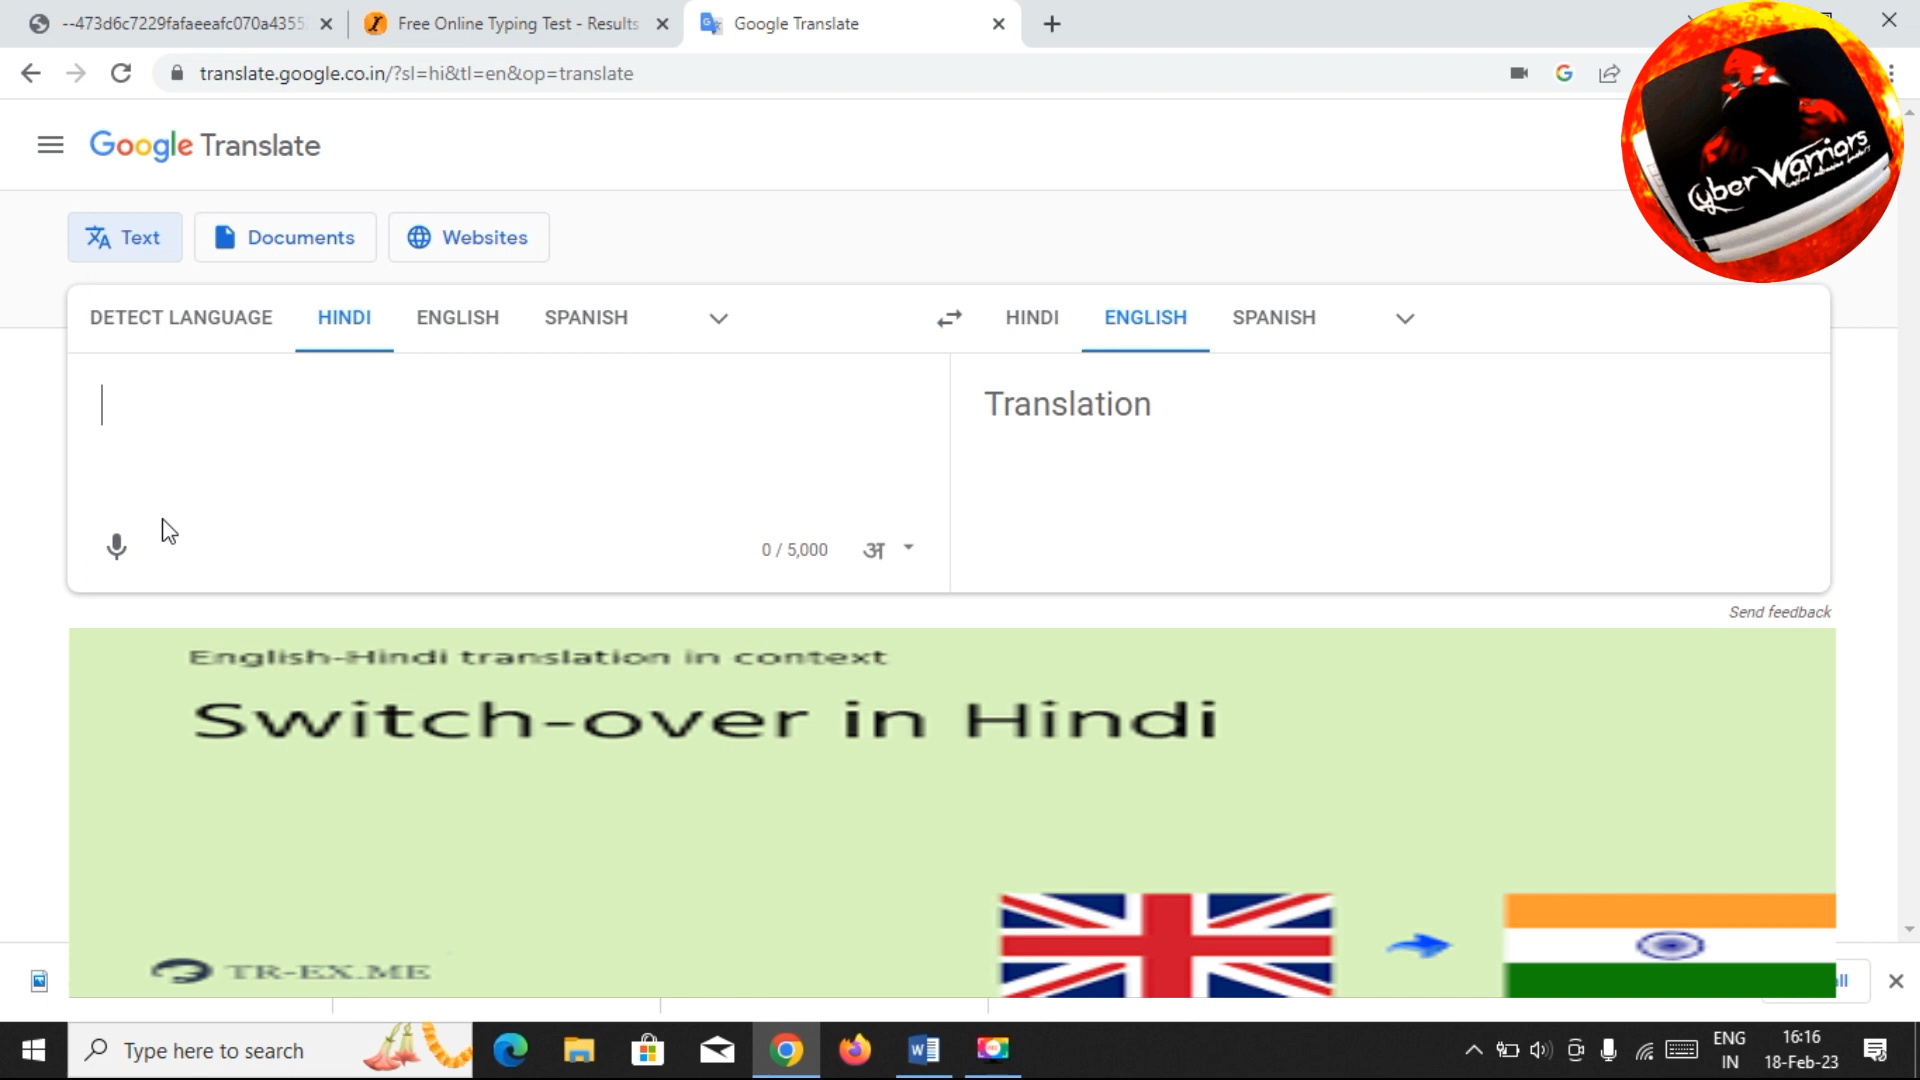 --473d6c7229fafaeeafc070a4355
Free Online Typing Test - Results
Google Translate
translate.google.co.in/?sl=hi&tl=en&op=translate
Google Translate
Cyber Warriors
Text
Documents
Websites
DETECT LANGUAGE
HINDI
ENGLISH
SPANISH
HINDI
ENGLISH
SPANISH
Translation
0 / 5,000
अ
Send feedback
English-Hindi translation in context
Switch-over in Hindi
TR-EX.ME
Type here to search
ENG
IN
16:16
18-Feb-23